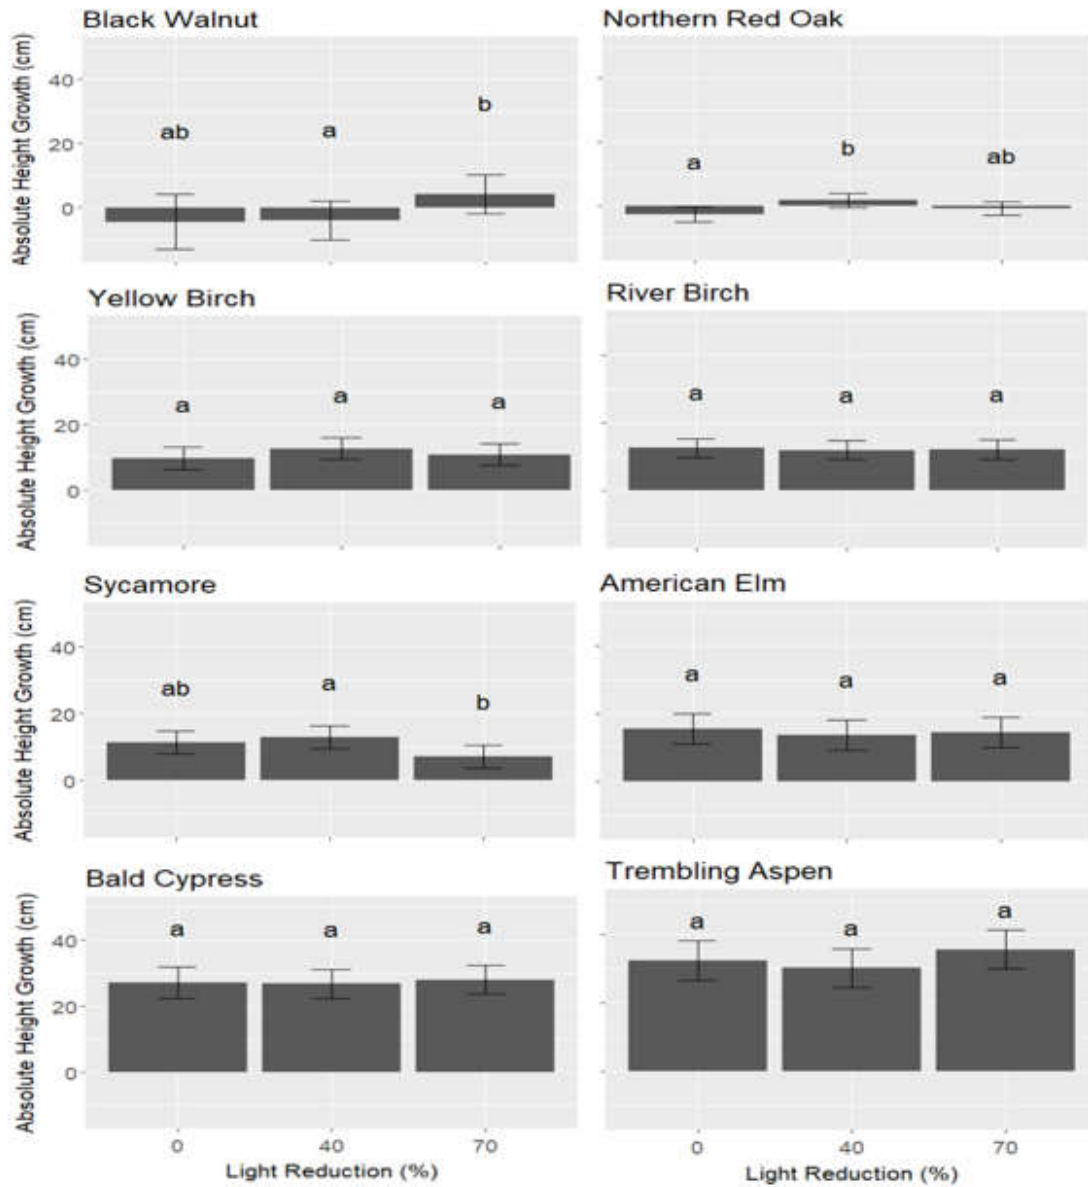 Black Walnut
Northern Red Oak
Absolute Height Growth (cm)
40
20
0
ab
a
b
a
b
ab
Yellow Birch
River Birch
Absolute Height Growth (cm)
40
20
0
a
a
a
a
a
a
Sycamore
American Elm
Absolute Height Growth (cm)
40
20
0
ab
a
b
a
a
a
Bald Cypress
Trembling Aspen
Absolute Height Growth (cm)
40
20
0
a
a
a
a
a
a
0
40
70
Light Reduction (%)
0
40
70
Light Reduction (%)